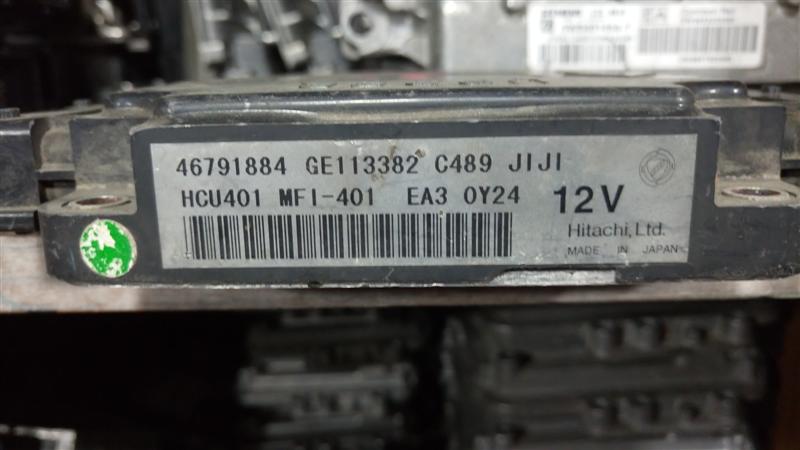 46791884 GE113382 C489 JIJI
HCU401 MFI-401 EA3 0Y24 12V
Hitachi, Ltd.
MADE IN JAPAN